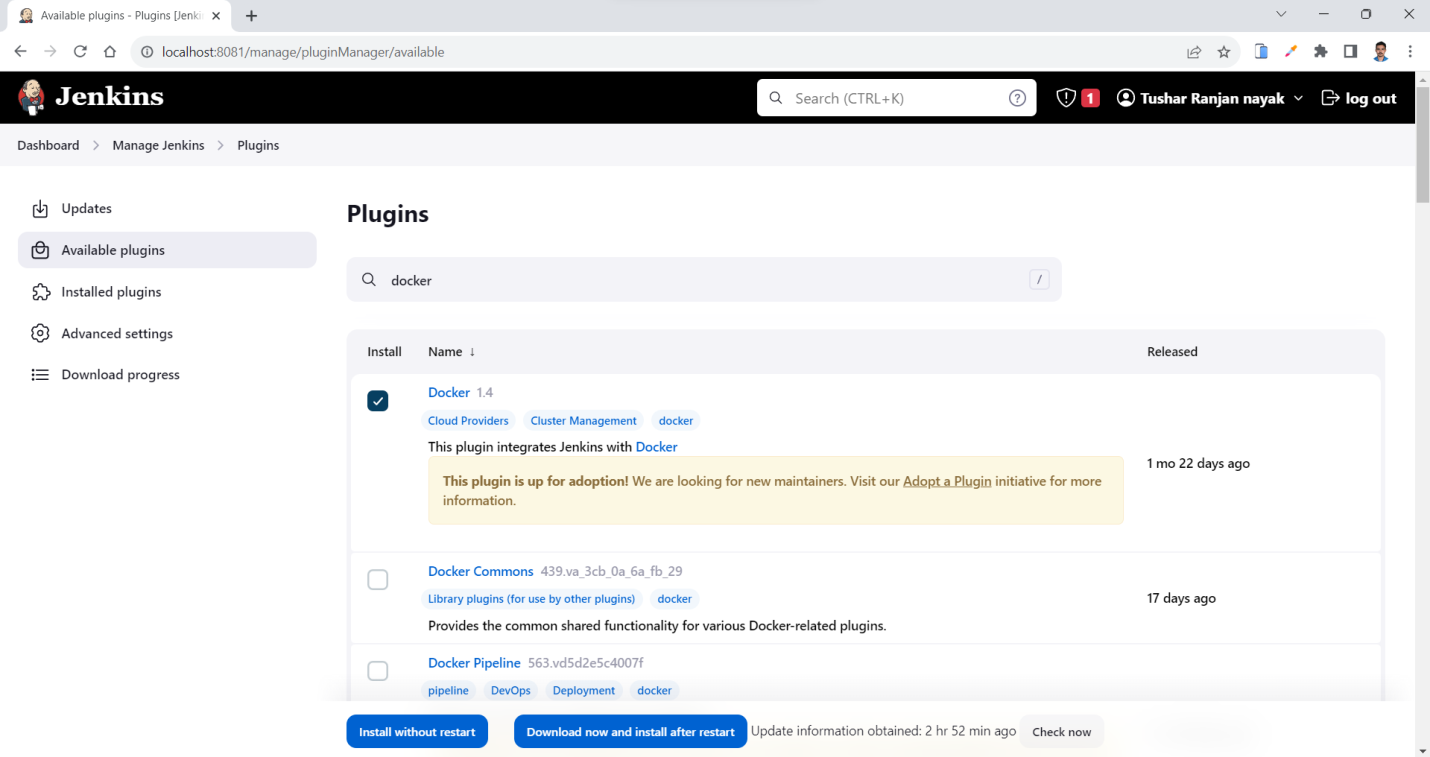 Available plugins - Plugins [Jenki
localhost:8081/manage/pluginManager/available
Jenkins
Search (CTRL+K)
?
1
Tushar Ranjan nayak
log out
Dashboard > Manage Jenkins > Plugins
Updates
Available plugins
Installed plugins
Advanced settings
Download progress
Plugins
docker
/
Install Name ↓ Released
Docker 1.4
Cloud Providers Cluster Management docker
This plugin integrates Jenkins with Docker
This plugin is up for adoption! We are looking for new maintainers. Visit our Adopt a Plugin initiative for more
information.
1 mo 22 days ago
Docker Commons 439.va_3cb_0a_6a_fb_29
Library plugins (for use by other plugins) docker
Provides the common shared functionality for various Docker-related plugins.
17 days ago
Docker Pipeline 563.vd5d2e5c4007f
pipeline DevOps Deployment docker
Install without restart Download now and install after restart Update information obtained: 2 hr 52 min ago Check now